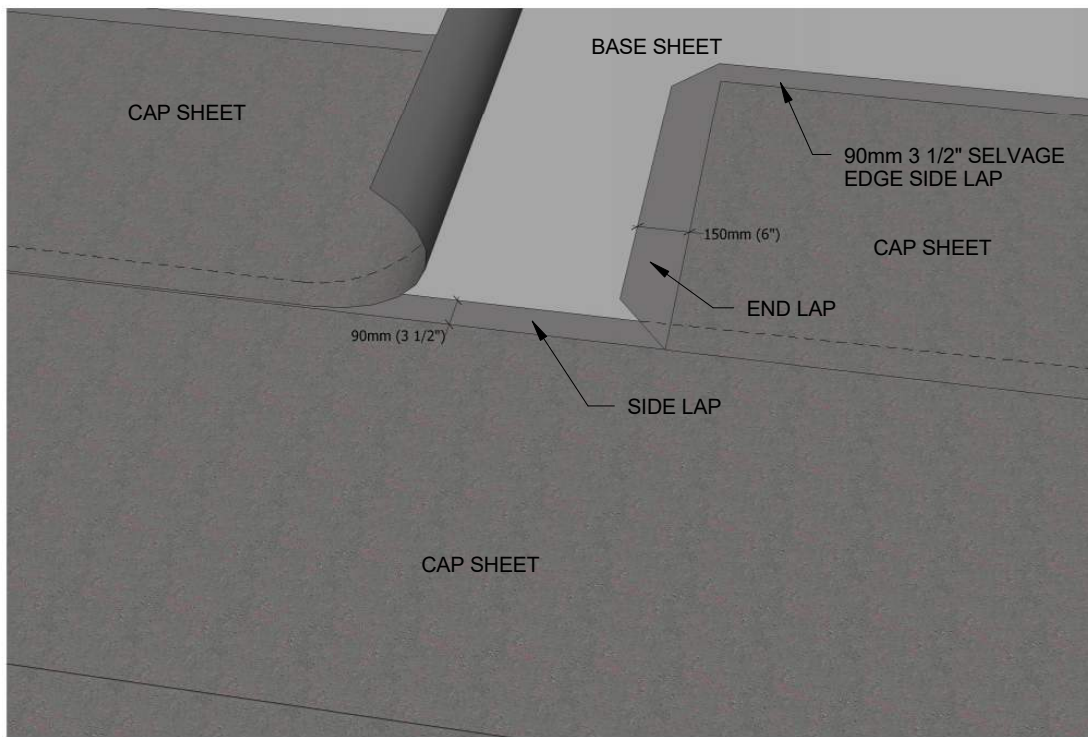 BASE SHEET
CAP SHEET
90mm 3 1/2" SELVAGE
EDGE SIDE LAP
150mm (6")
CAP SHEET
END LAP
90mm (3 1/2")
SIDE LAP
CAP SHEET